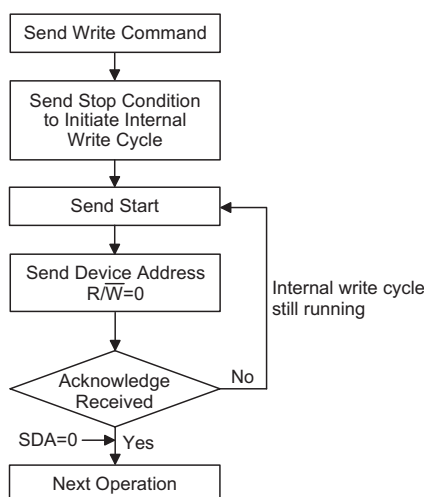 Send Write Command
Send Stop Condition
to Initiate Internal
Write Cycle
Send Start
Send Device Address
R/W̅=0
Internal write cycle
still running
Acknowledge
Received
No
SDA=0
Yes
Next Operation